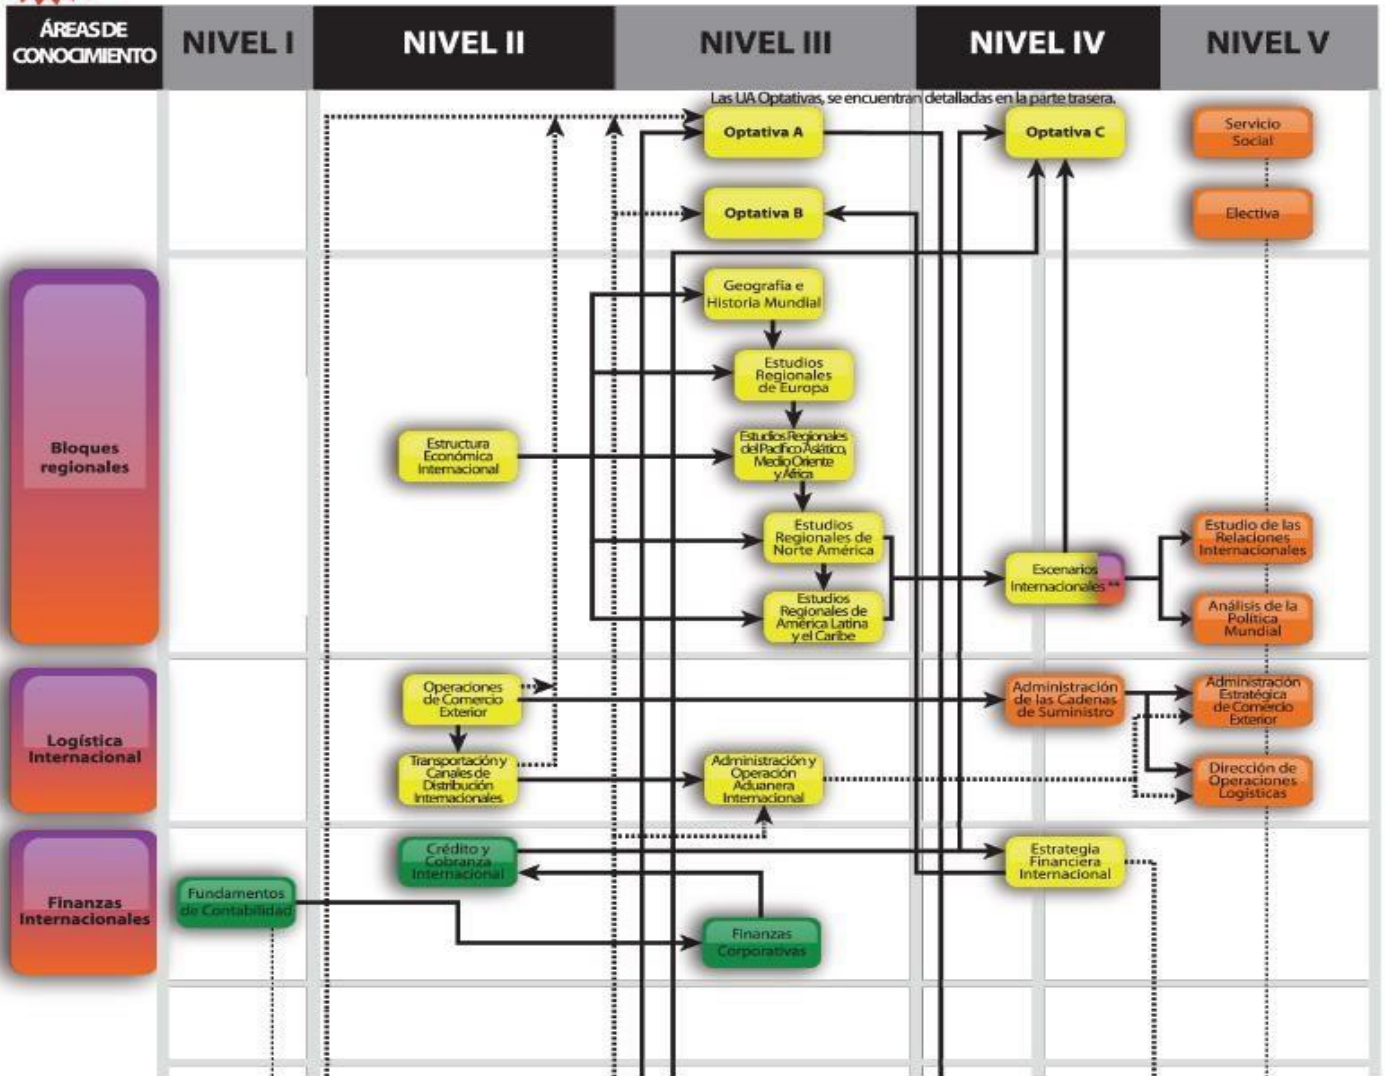 ÁREAS DE
CONOCIMIENTO
NIVEL I
NIVEL II
NIVEL III
NIVEL IV
NIVEL V
Las UA Optativas, se encuentran detalladas en la parte trasera.
Optativa A
Optativa C
Servicio
Social
Optativa B
Electiva
Bloques
regionales
Geografía e
Historia Mundial
Estudios
Regionales
de Europa
Estructura
Económica
Internacional
Estudios Regionales
del Pacífico Asiático,
Medio Oriente
y África
Estudios
Regionales de
Norte América
Estudios
Regionales de
América Latina
y el Caribe
Escenarios
Internacionales**
Estudio de las
Relaciones
Internacionales
Análisis de la
Política
Mundial
Logística
Internacional
Operaciones
de Comercio
Exterior
Administración
de las Cadenas
de Suministro
Administración
Estratégica
de Comercio
Exterior
Transportación y
Canales de
Distribución
Internacionales
Administración y
Operación
Aduanera
Internacional
Dirección de
Operaciones
Logísticas
Finanzas
Internacionales
Fundamentos
de Contabilidad
Crédito y
Cobranza
Internacional
Finanzas
Corporativas
Estrategia
Financiera
Internacional